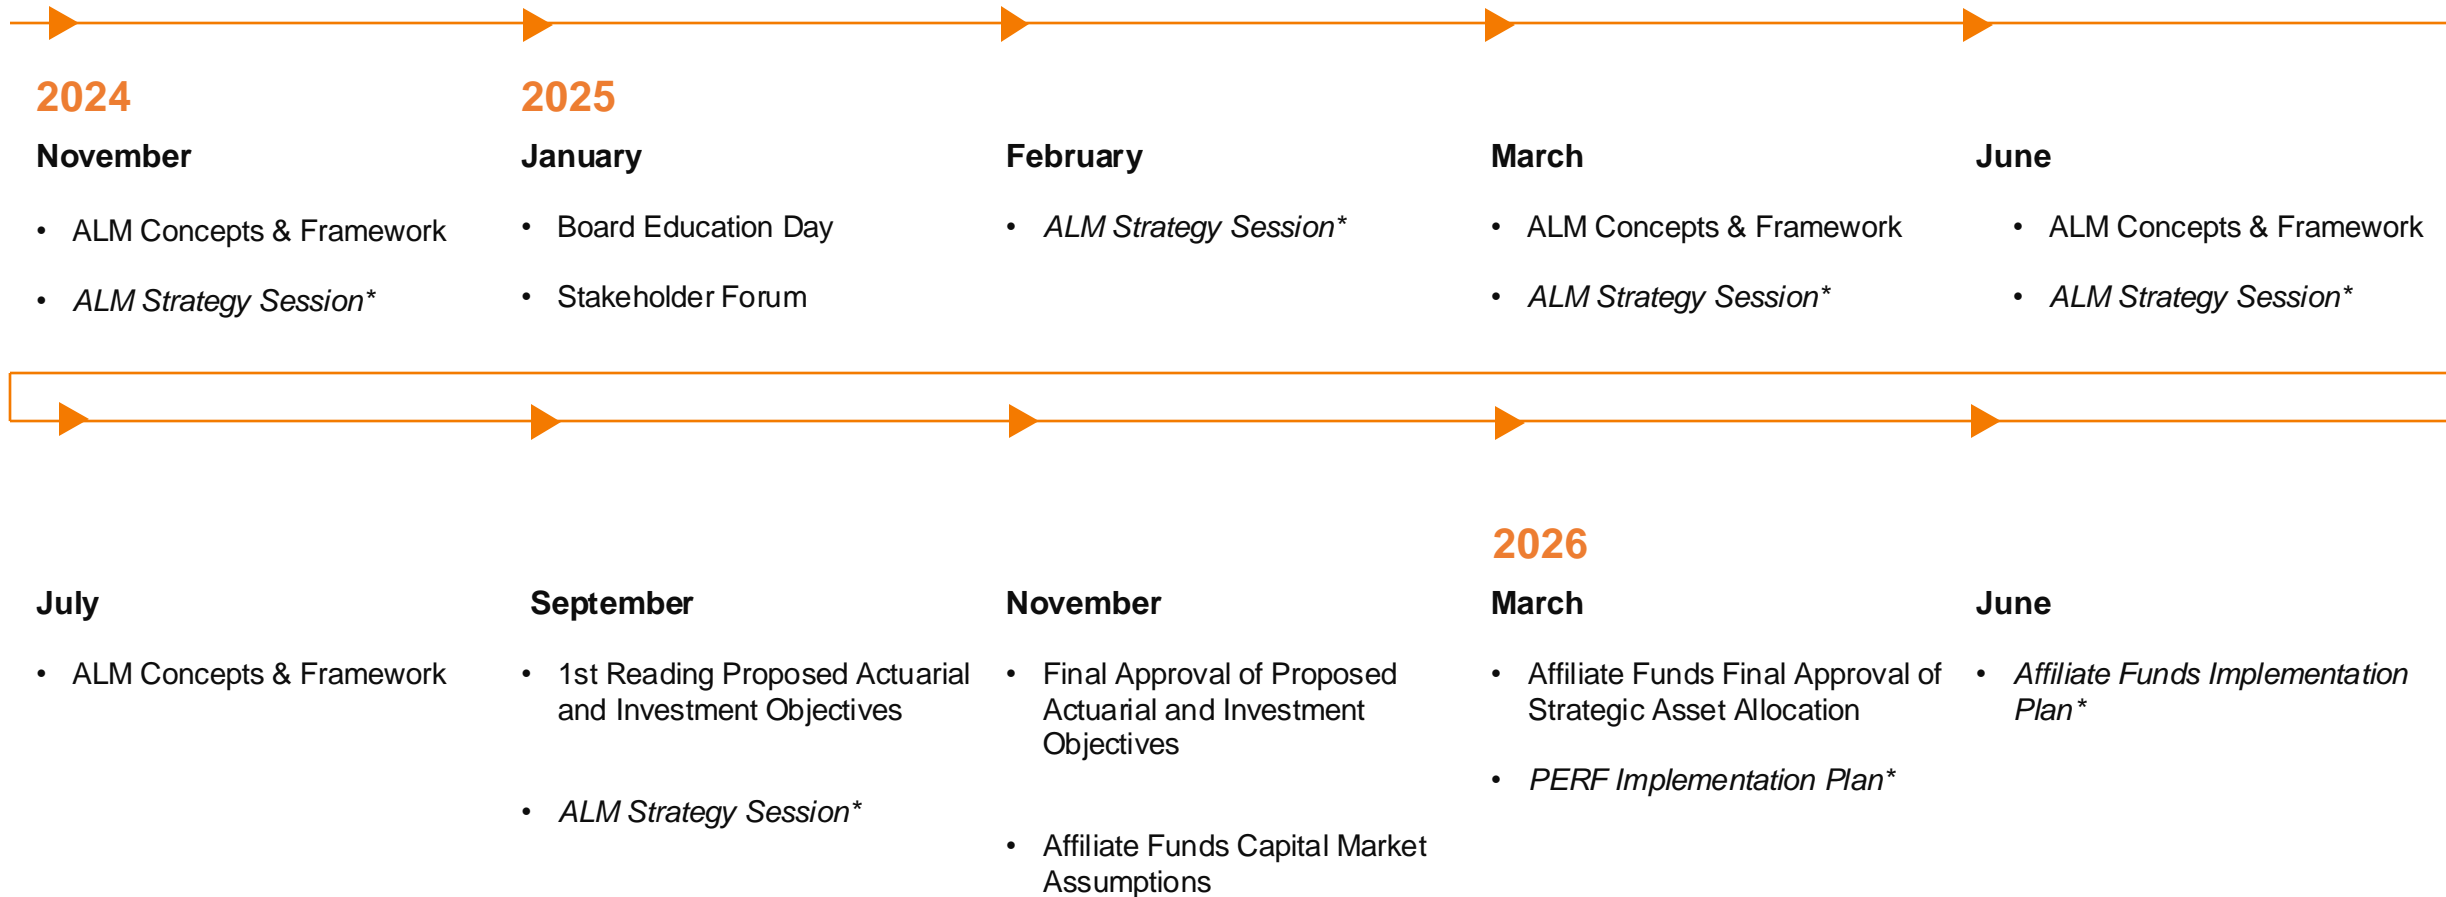 2024
November
• ALM Concepts & Framework
• ALM Strategy Session*
2025
January
• Board Education Day
• Stakeholder Forum
February
• ALM Strategy Session*
March
• ALM Concepts & Framework
• ALM Strategy Session*
June
• ALM Concepts & Framework
• ALM Strategy Session*
July
• ALM Concepts & Framework
September
• 1st Reading Proposed Actuarial
and Investment Objectives
• ALM Strategy Session*
November
• Final Approval of Proposed
Actuarial and Investment
Objectives
• Affiliate Funds Capital Market
Assumptions
2026
March
• Affiliate Funds Final Approval of
Strategic Asset Allocation
• PERF Implementation Plan*
June
• Affiliate Funds Implementation
Plan*